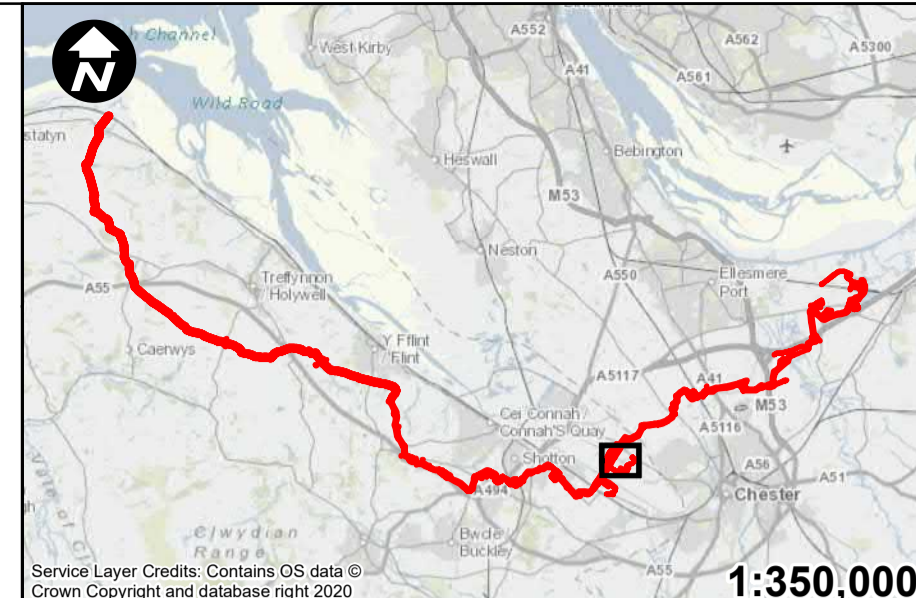 N
Channel
West Kirby
Wild Road
A552
A562
A5300
A41
A561
Heswall
Bebington
M53
Neston
A550
Ellesmere
Port
Treffynnon
Holywell
A55
Caerwys
Y Fflint
/ Flint
A5117
A41
M53
A5116
Cei Connah /
Connah'S Quay
Shotton
A56
A51
Chester
A494
Clwydian
Range
Bwcle
Buckley
A55
Service Layer Credits: Contains OS data ©
Crown Copyright and database right 2020
1:350,000